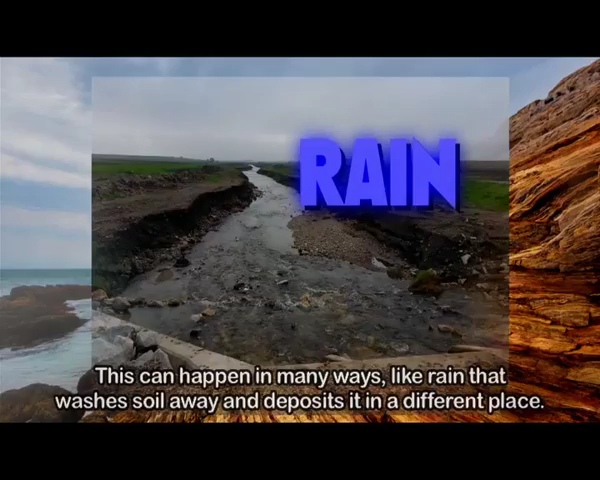 RAIN
This can happen in many ways, like rain that
washes soil away and deposits it in a different place.